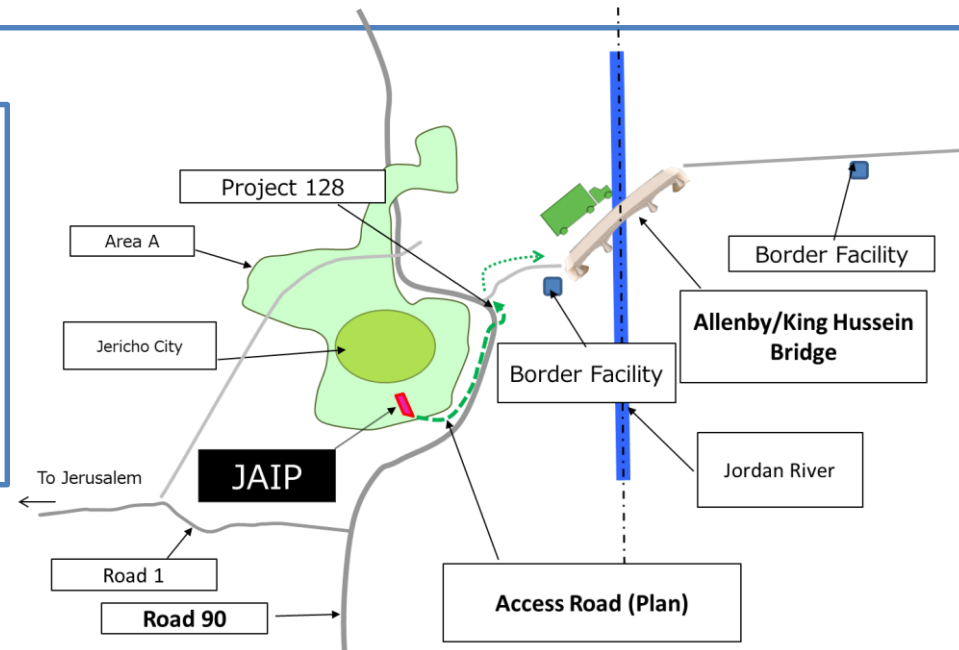 Project 128
Area A
Border Facility
Allenby/King Hussein
Bridge
Jericho City
Border Facility
To Jerusalem
JAIP
Jordan River
Road 1
Road 90
Access Road (Plan)